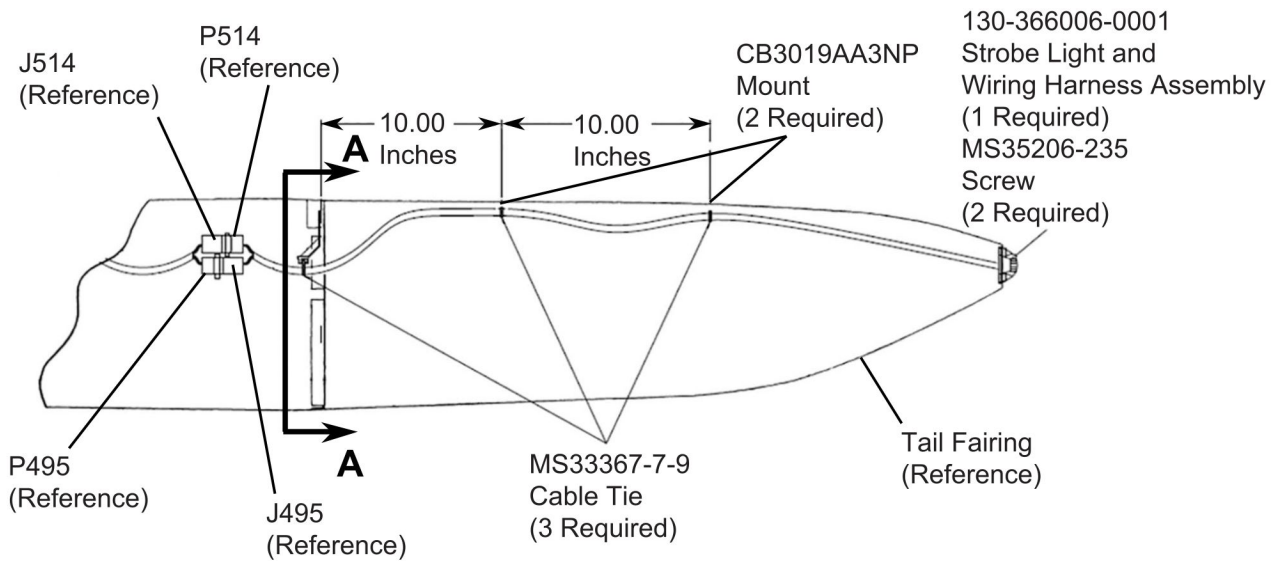 J514
(Reference)
P514
(Reference)
10.00
Inches
10.00
Inches
CB3019AA3NP
Mount
(2 Required)
130-366006-0001
Strobe Light and
Wiring Harness Assembly
(1 Required)
MS35206-235
Screw
(2 Required)
A
A
P495
(Reference)
J495
(Reference)
MS33367-7-9
Cable Tie
(3 Required)
Tail Fairing
(Reference)